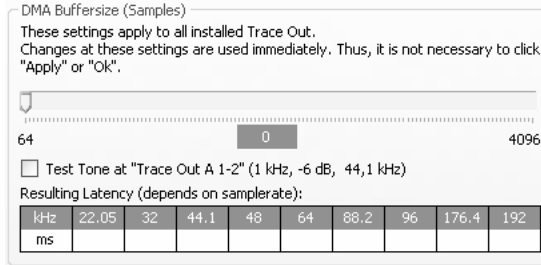 DMA Buffersize (Samples)
These settings apply to all installed Trace Out.
Changes at these settings are used immediately. Thus, it is not necessary to click
"Apply" or "Ok".
64 0 4096
Test Tone at "Trace Out A 1-2" (1 kHz, -6 dB, 44,1 kHz)
Resulting Latency (depends on samplerate):
kHz 22.05 32 44.1 48 64 88.2 96 176.4 192
ms